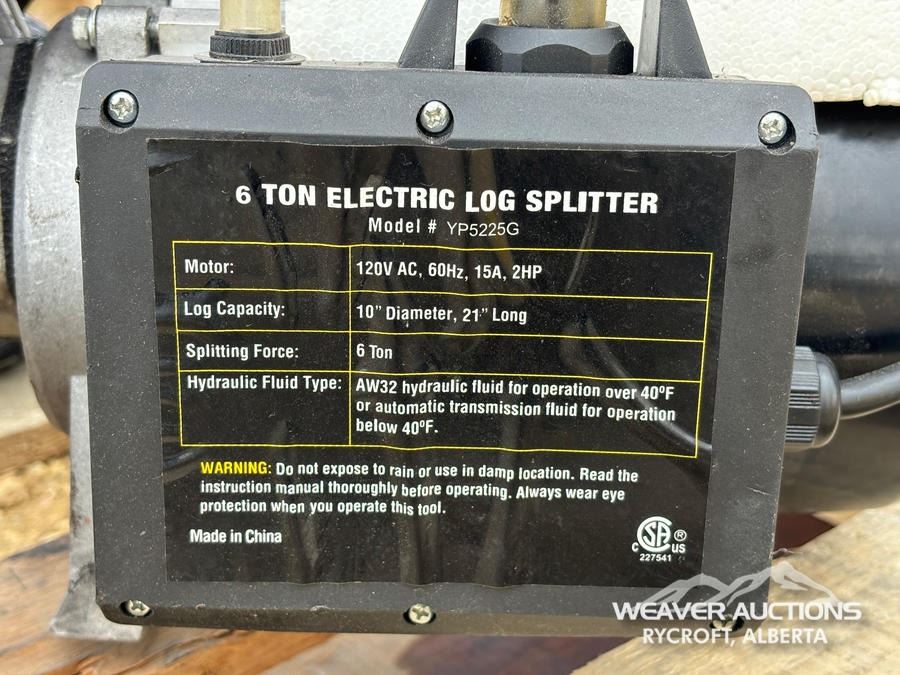 6 TON ELECTRIC LOG SPLITTER
Model # YP5225G
Motor: 120V AC, 60Hz, 15A, 2HP
Log Capacity: 10” Diameter, 21” Long
Splitting Force: 6 Ton
Hydraulic Fluid Type: AW32 hydraulic fluid for operation over 40ºF
or automatic transmission fluid for operation
below 40ºF.
WARNING: Do not expose to rain or use in damp location. Read the
instruction manual thoroughly before operating. Always wear eye
protection when you operate this tool.
Made in China
C SA ® US
227541
WEAVER AUCTIONS
RYCROFT, ALBERTA